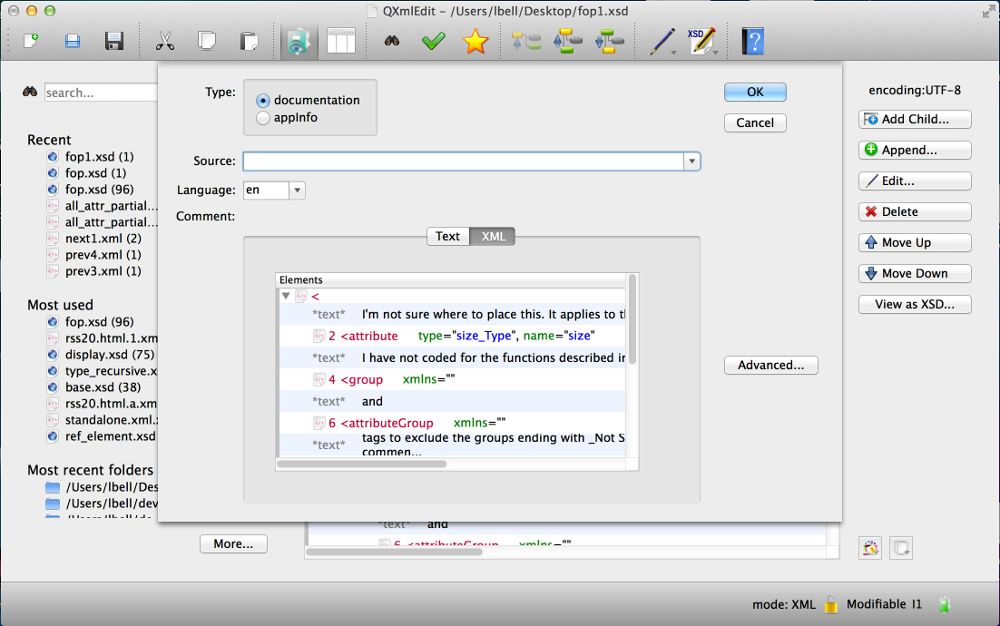 QXmlEdit - /Users/lbell/Desktop/fop1.xsd
XSD
?
search...
Recent
fop1.xsd (1)
fop.xsd (1)
fop.xsd (96)
all_attr_partial...
all_attr_partial...
next1.xml (2)
prev4.xml (1)
prev3.xml (1)
Most used
fop.xsd (96)
rss20.html.1.xm
display.xsd (75)
type_recursive.x
base.xsd (38)
rss20.html.a.xm
standalone.xml.
ref_element.xsd
Most recent folders
/Users/lbell/Des
/Users/lbell/dev
More...
Type:
documentation
appInfo
Source:
Language: en
Comment:
Text XML
Elements
<
*text* I'm not sure where to place this. It applies to th
2 <attribute type="size_Type", name="size"
*text* I have not coded for the functions described in
4 <group xmlns=""
*text* and
6 <attributeGroup xmlns=""
*text* tags to exclude the groups ending with _Not S
commen...
OK
Cancel
Advanced...
*text* and
6 <attributeGroup xmlns=""
encoding:UTF-8
Add Child...
Append...
Edit...
Delete
Move Up
Move Down
View as XSD...
mode: XML Modifiable I1